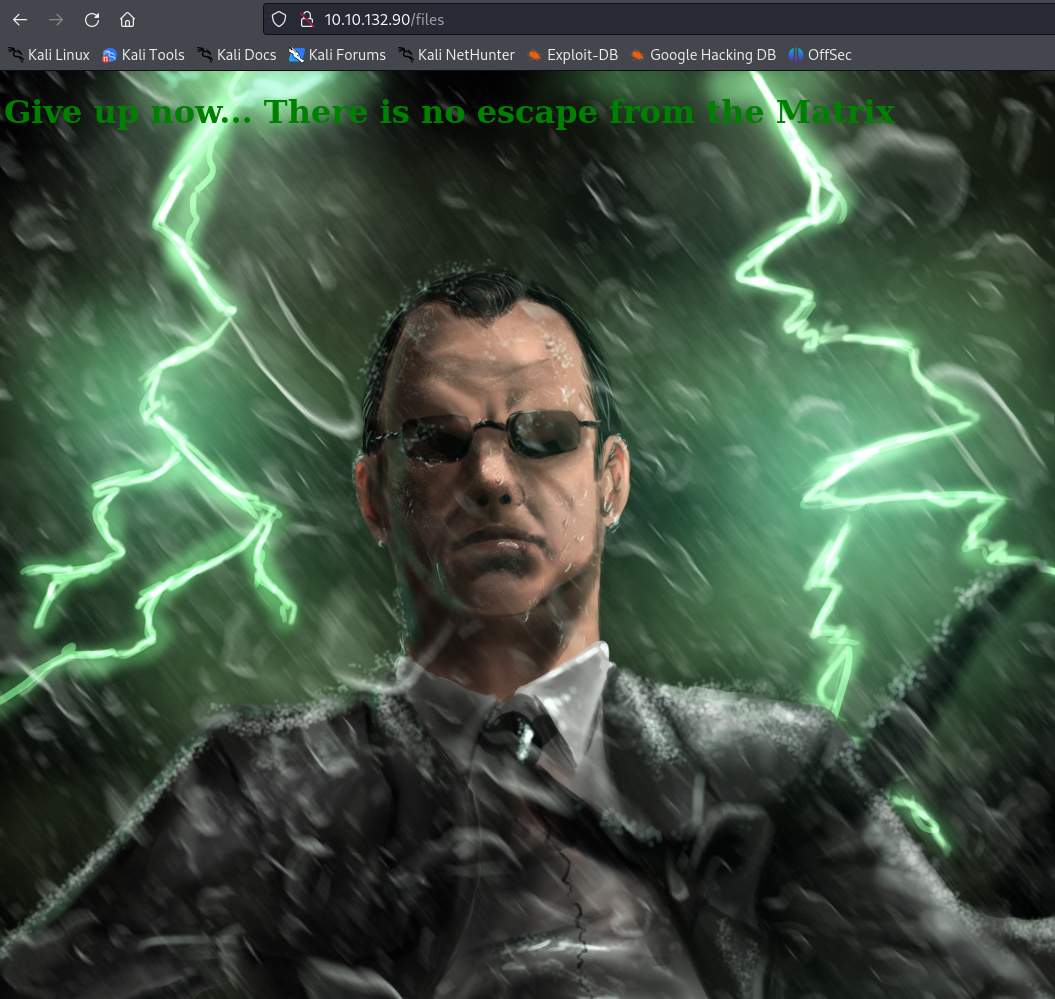 10.10.132.90/files
Kali Linux Kali Tools Kali Docs Kali Forums Kali NetHunter Exploit-DB Google Hacking DB OffSec
Give up now... There is no escape from the Matrix